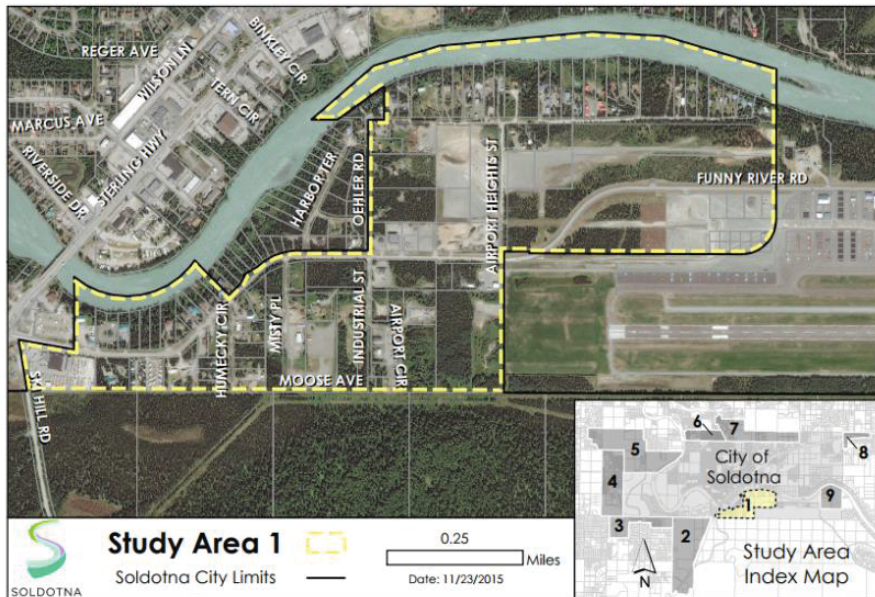 REGER AVE
WILSON LN
BINKLEY CIR
TERN CIR
MARCUS AVE
STERLING HWY
RIVERSIDE DR
HARBOR TER
OEHLER RD
AIRPORT HEIGHTS ST
FUNNY RIVER RD
HUMECKY CIR
MISTY PL
INDUSTRIAL ST
AIRPORT CIR
MOOSE AVE
SKI HILL RD
6
7
5
City of
Soldotna
8
4
1
9
3
2
N
Study Area
Index Map
SOLDOTNA
Study Area 1
Soldotna City Limits
0.25
Miles
Date: 11/23/2015